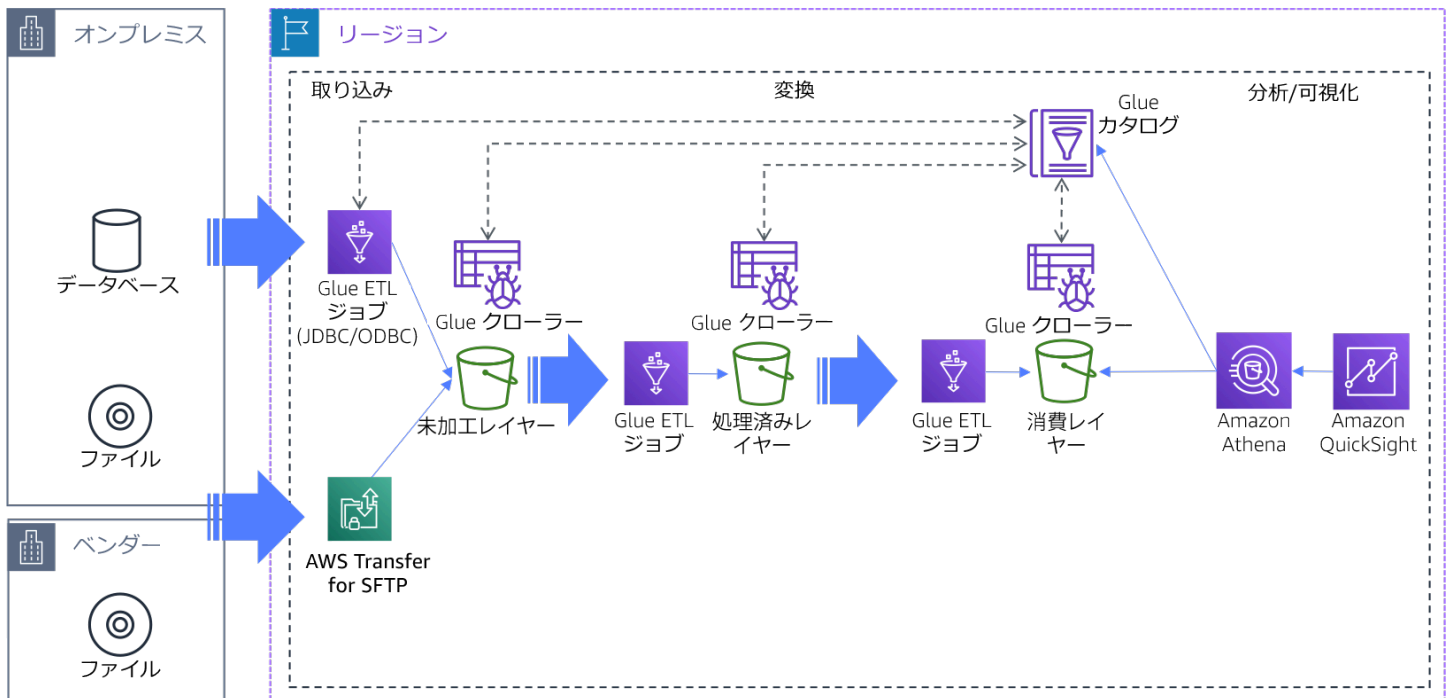 オンプレミス
データベース
ファイル
ベンダー
ファイル
リージョン
取り込み
変換
分析/可視化
Glue
カタログ
Glue ETL
ジョブ
(JDBC/ODBC)
Glue クローラー
Glue クローラー
Glue クローラー
未加工レイヤー
Glue ETL
ジョブ
処理済みレ
イヤー
Glue ETL
ジョブ
消費レイ
ヤー
Amazon
Athena
Amazon
QuickSight
AWS Transfer
for SFTP